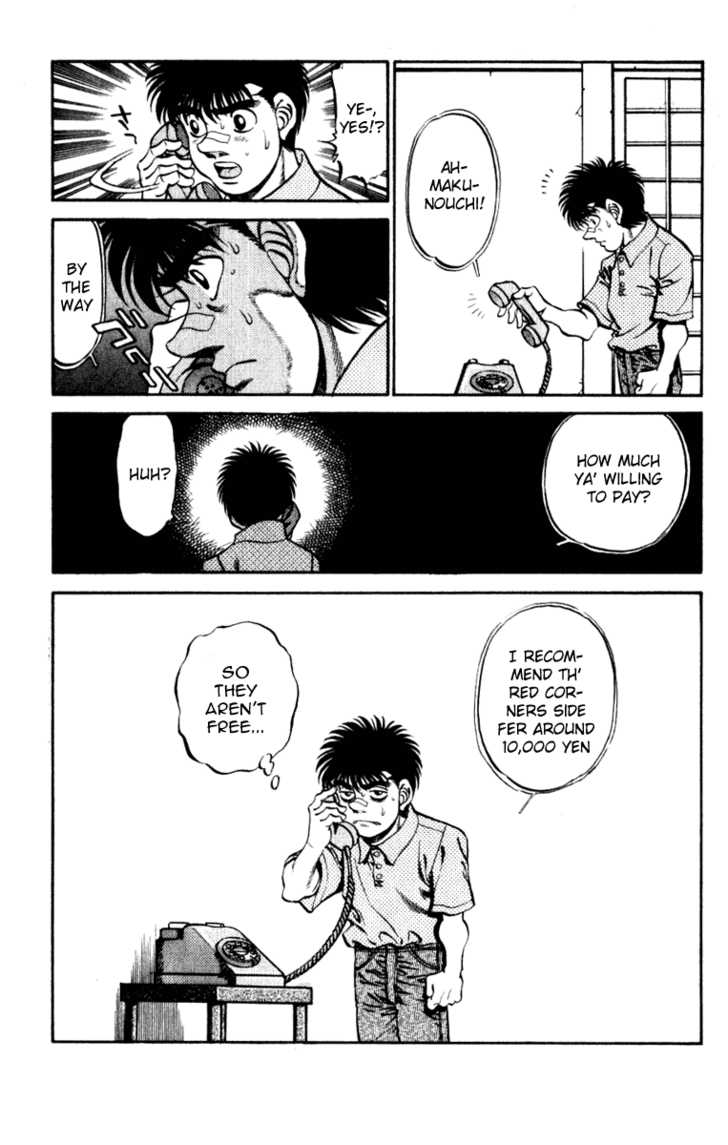 AH-
MAKU-
NOUCHI!
YE-,
YES!?
BY
THE
WAY
HOW MUCH
YA' WILLING
TO PAY?
HUH?
I RECOM-
MEND TH'
RED COR-
NERS SIDE
FER AROUND
10,000 YEN
SO
THEY
AREN'T
FREE...